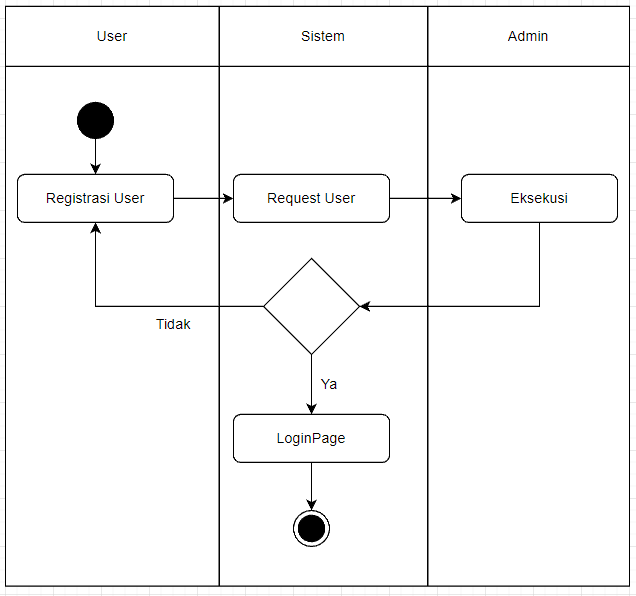 User
Sistem
Admin
Registrasi User
Request User
Eksekusi
Tidak
Ya
LoginPage